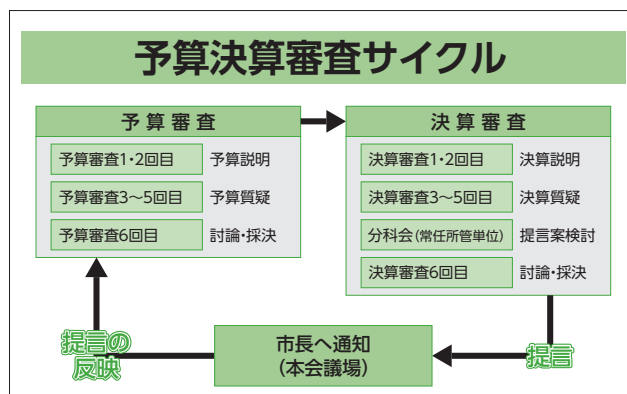 予算決算審査サイクル
予算審査
予算審査1・2回目 予算説明
予算審査3～5回目 予算質疑
予算審査6回目 討論・採決
決算審査
決算審査1・2回目 決算説明
決算審査3～5回目 決算質疑
分科会(常任所管単位) 提言案検討
決算審査6回目 討論・採決
提言
市長へ通知
(本会議場)
提言の
反映